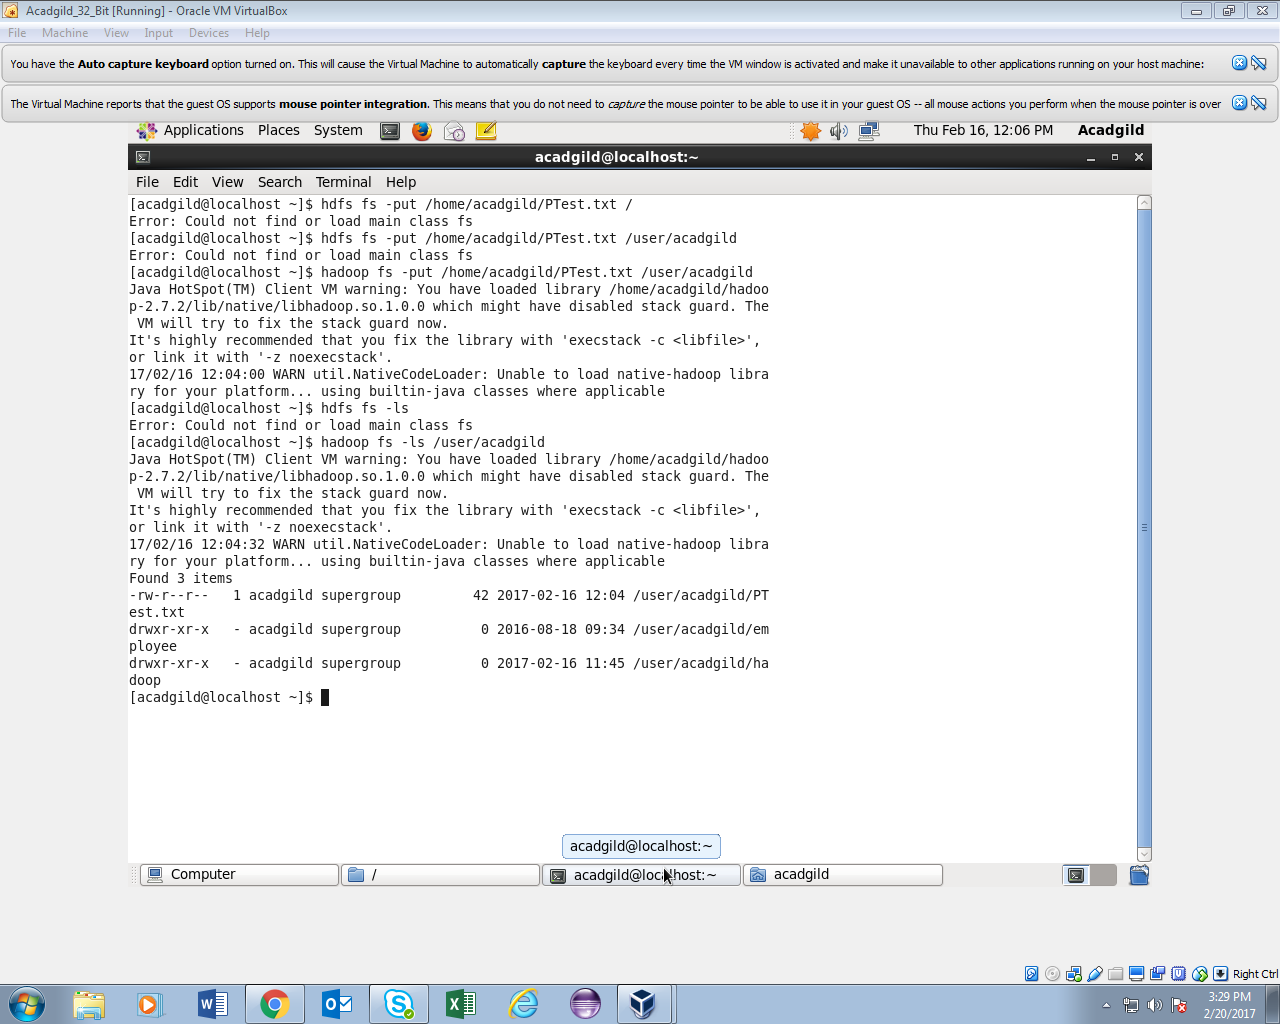 Acadgild_32_Bit [Running] - Oracle VM VirtualBox
File Machine View Input Devices Help
You have the Auto capture keyboard option turned on. This will cause the Virtual Machine to automatically capture the keyboard every time the VM window is activated and make it unavailable to other applications running on your host machine:
The Virtual Machine reports that the guest OS supports mouse pointer integration. This means that you do not need to capture the mouse pointer to be able to use it in your guest OS -- all mouse actions you perform when the mouse pointer is over
Applications Places System Thu Feb 16, 12:06 PM Acadgild
acadgild@localhost:~
File Edit View Search Terminal Help
[acadgild@localhost ~]$ hdfs fs -put /home/acadgild/PTest.txt /
Error: Could not find or load main class fs
[acadgild@localhost ~]$ hdfs fs -put /home/acadgild/PTest.txt /user/acadgild
Error: Could not find or load main class fs
[acadgild@localhost ~]$ hadoop fs -put /home/acadgild/PTest.txt /user/acadgild
Java HotSpot(TM) Client VM warning: You have loaded library /home/acadgild/hadoo
p-2.7.2/lib/native/libhadoop.so.1.0.0 which might have disabled stack guard. The
VM will try to fix the stack guard now.
It's highly recommended that you fix the library with 'execstack -c <libfile>',
or link it with '-z noexecstack'.
17/02/16 12:04:00 WARN util.NativeCodeLoader: Unable to load native-hadoop libra
ry for your platform... using builtin-java classes where applicable
[acadgild@localhost ~]$ hdfs fs -ls
Error: Could not find or load main class fs
[acadgild@localhost ~]$ hadoop fs -ls /user/acadgild
Java HotSpot(TM) Client VM warning: You have loaded library /home/acadgild/hadoo
p-2.7.2/lib/native/libhadoop.so.1.0.0 which might have disabled stack guard. The
VM will try to fix the stack guard now.
It's highly recommended that you fix the library with 'execstack -c <libfile>',
or link it with '-z noexecstack'.
17/02/16 12:04:32 WARN util.NativeCodeLoader: Unable to load native-hadoop libra
ry for your platform... using builtin-java classes where applicable
Found 3 items
-rw-r--r-- 1 acadgild supergroup 42 2017-02-16 12:04 /user/acadgild/PT
est.txt
drwxr-xr-x - acadgild supergroup 0 2016-08-18 09:34 /user/acadgild/em
ployee
drwxr-xr-x - acadgild supergroup 0 2017-02-16 11:45 /user/acadgild/ha
doop
[acadgild@localhost ~]$
acadgild@localhost:~
Computer / acadgild@localhost:~ acadgild
Right Ctrl
3:29 PM
2/20/2017